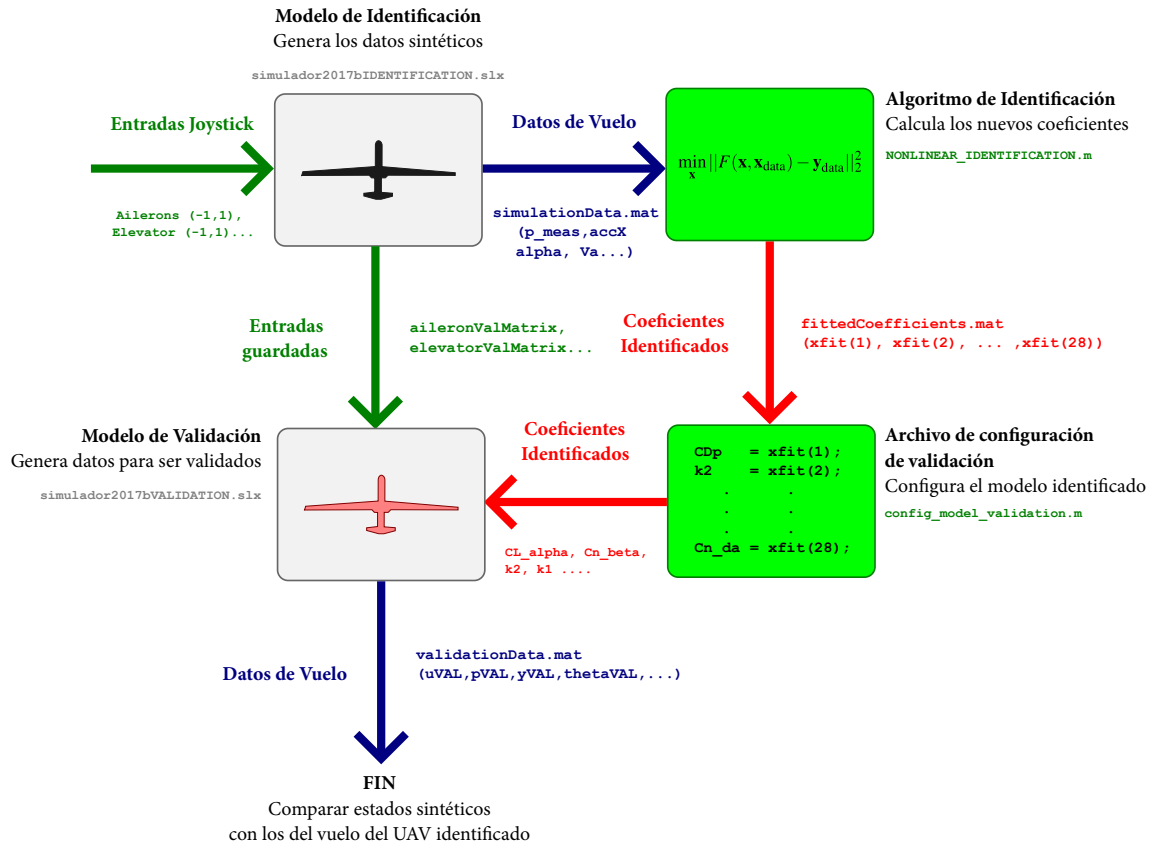 Modelo de Identificación
Genera los datos sintéticos
simulador2017bIDENTIFICATION.slx
Entradas Joystick
Ailerons (-1,1),
Elevator (-1,1)...
Datos de Vuelo
simulationData.mat
(p_meas,accX
alpha, Va...)
min_x ||F(x, x_data) − y_data||_2^2
Algoritmo de Identificación
Calcula los nuevos coeficientes
NONLINEAR_IDENTIFICATION.m
Entradas
guardadas
aileronValMatrix,
elevatorValMatrix...
Coeficientes
Identificados
fittedCoefficients.mat
(xfit(1), xfit(2), ... ,xfit(28))
Modelo de Validación
Genera datos para ser validados
simulador2017bVALIDATION.slx
Coeficientes
Identificados
CL_alpha, Cn_beta,
k2, k1 ....
CDp = xfit(1);
k2 = xfit(2);
. .
. .
. .
Cn_da = xfit(28);
Archivo de configuración
de validación
Configura el modelo identificado
config_model_validation.m
Datos de Vuelo
validationData.mat
(uVAL,pVAL,yVAL,thetaVAL,...)
FIN
Comparar estados sintéticos
con los del vuelo del UAV identificado